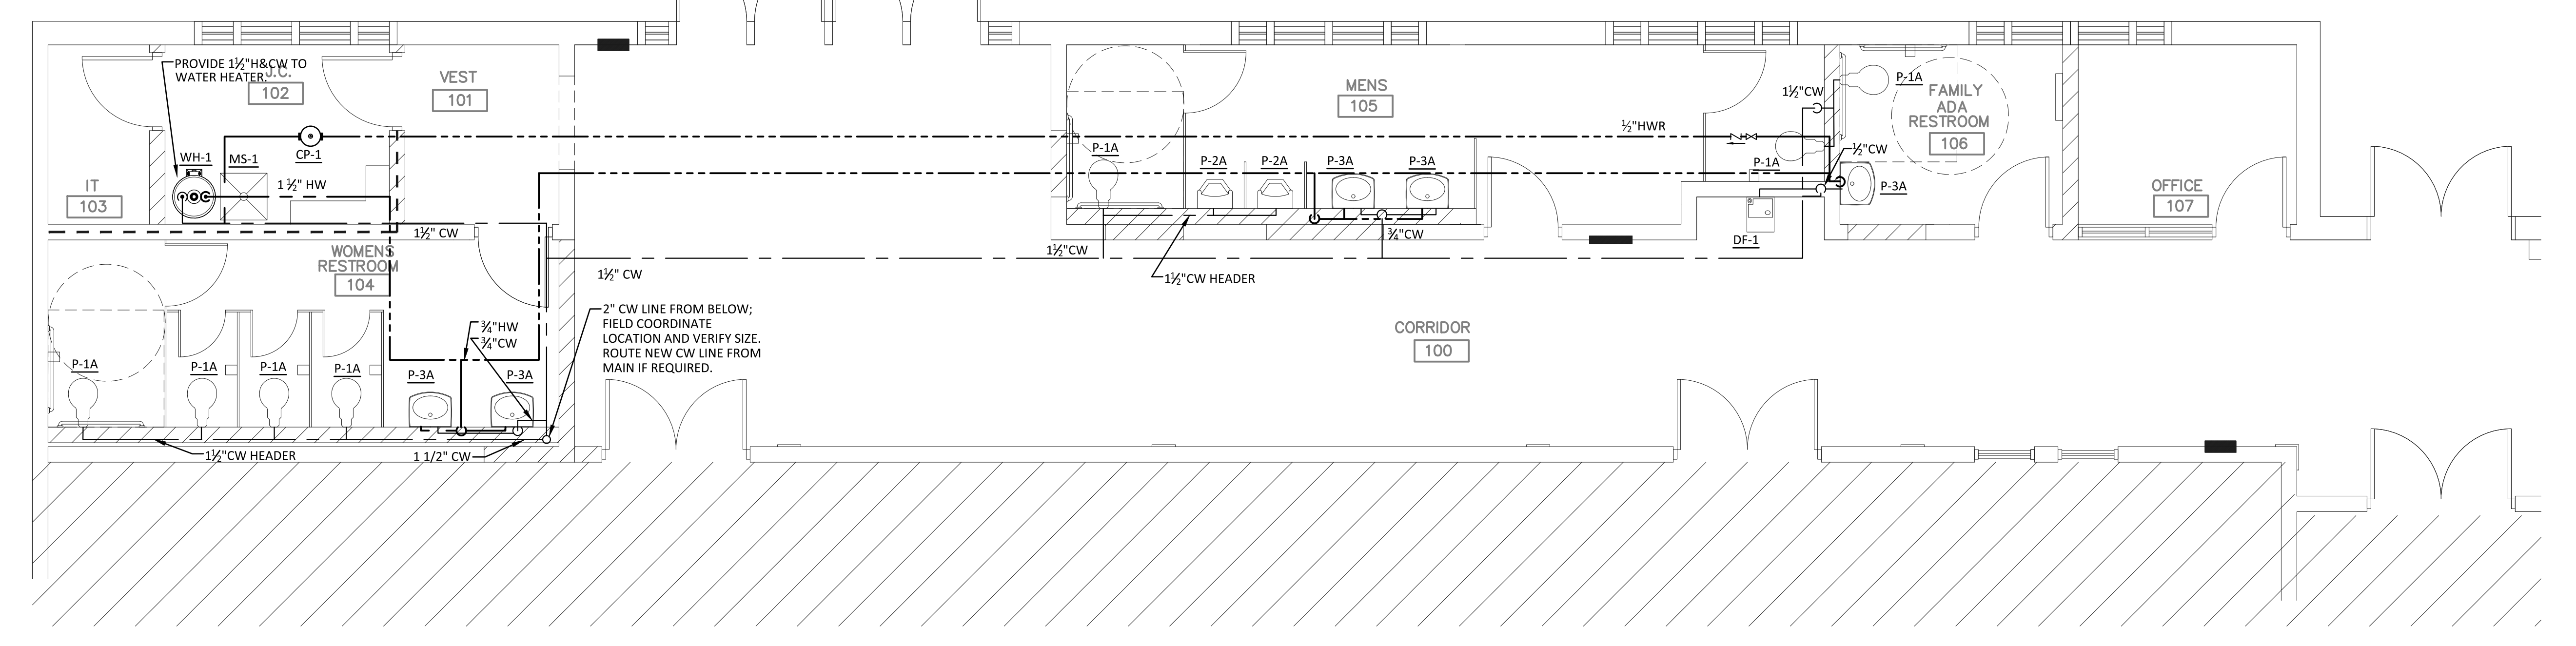 PROVIDE 1½"H&CW TO
WATER HEATER.
J.C.
102
VEST
101
WH-1
MS-1
CP-1
1 ½" HW
IT
103
1½" CW
WOMENS
RESTROOM
104
P-1A
P-1A
P-1A
P-1A
P-3A
P-3A
¾"HW
¾"CW
1½"CW HEADER
1 1/2" CW
1½" CW
2" CW LINE FROM BELOW;
FIELD COORDINATE
LOCATION AND VERIFY SIZE.
ROUTE NEW CW LINE FROM
MAIN IF REQUIRED.
MENS
105
P-1A
P-2A
P-2A
P-3A
P-3A
1½"CW
1½"CW HEADER
¾"CW
½"HWR
P-1A
DF-1
1½"CW
P-1A
FAMILY
ADA
RESTROOM
106
½"CW
P-3A
OFFICE
107
CORRIDOR
100